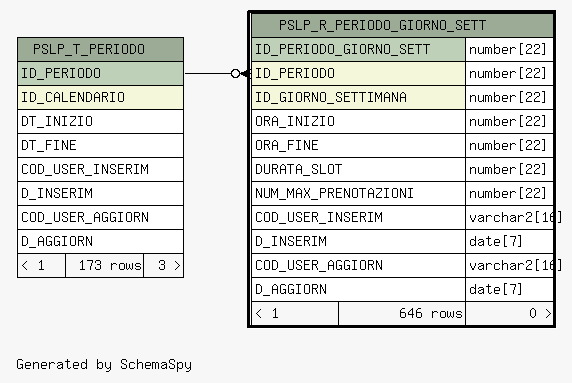 PSLP_T_PERIODO
ID_PERIODO
ID_CALENDARIO
DT_INIZIO
DT_FINE
COD_USER_INSERIM
D_INSERIM
COD_USER_AGGIORN
D_AGGIORN
< 1 173 rows 3 >
PSLP_R_PERIODO_GIORNO_SETT
ID_PERIODO_GIORNO_SETT number[22]
ID_PERIODO number[22]
ID_GIORNO_SETTIMANA number[22]
ORA_INIZIO number[22]
ORA_FINE number[22]
DURATA_SLOT number[22]
NUM_MAX_PRENOTAZIONI number[22]
COD_USER_INSERIM varchar2[16]
D_INSERIM date[7]
COD_USER_AGGIORN varchar2[16]
D_AGGIORN date[7]
< 1 646 rows 0 >
Generated by SchemaSpy